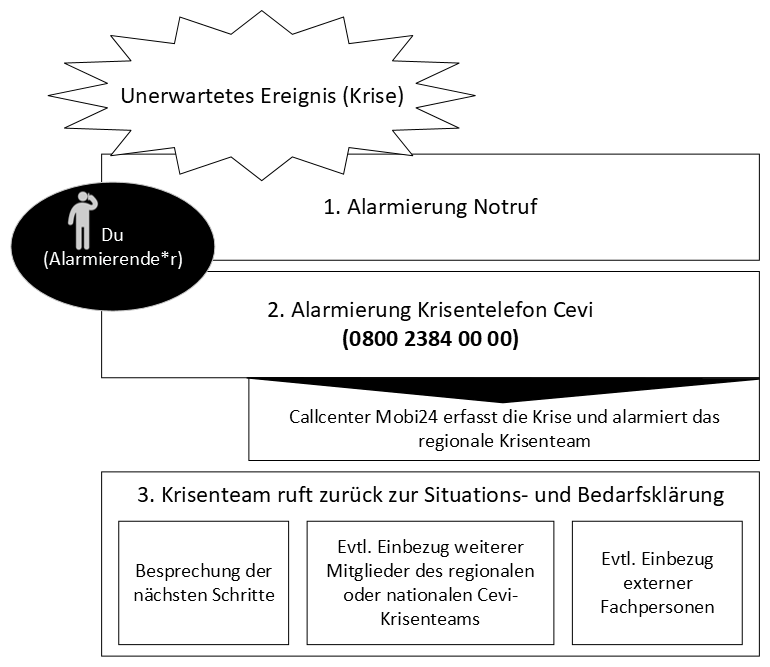 Unerwartetes Ereignis (Krise)
1. Alarmierung Notruf
Du
(Alarmierende*r)
2. Alarmierung Krisentelefon Cevi
(0800 2384 00 00)
Callcenter Mobi24 erfasst die Krise und alarmiert das
regionale Krisenteam
3. Krisenteam ruft zurück zur Situations- und Bedarfsklärung
Besprechung der
nächsten Schritte
Evtl. Einbezug weiterer
Mitglieder des regionalen
oder nationalen Cevi-
Krisenteams
Evtl. Einbezug
externer
Fachpersonen